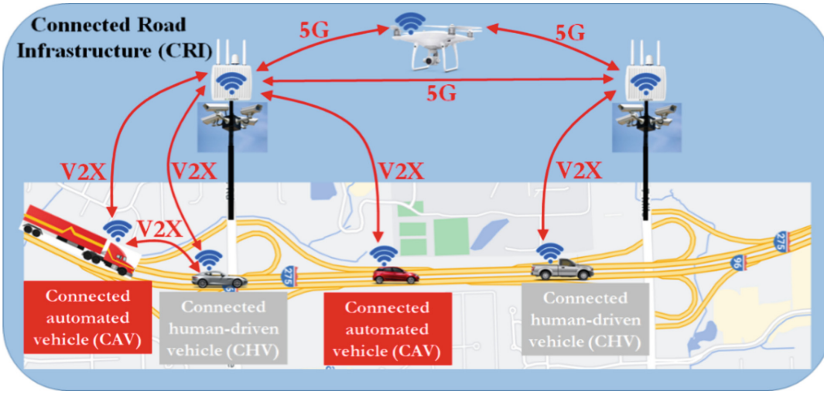 Connected Road
Infrastructure (CRI)
5G
5G
5G
V2X
V2X
V2X
V2X
V2X
275
96
275
Connected
automated
vehicle (CAV)
Connected
human-driven
vehicle (CHV)
Connected
automated
vehicle (CAV)
Connected
human-driven
vehicle (CHV)